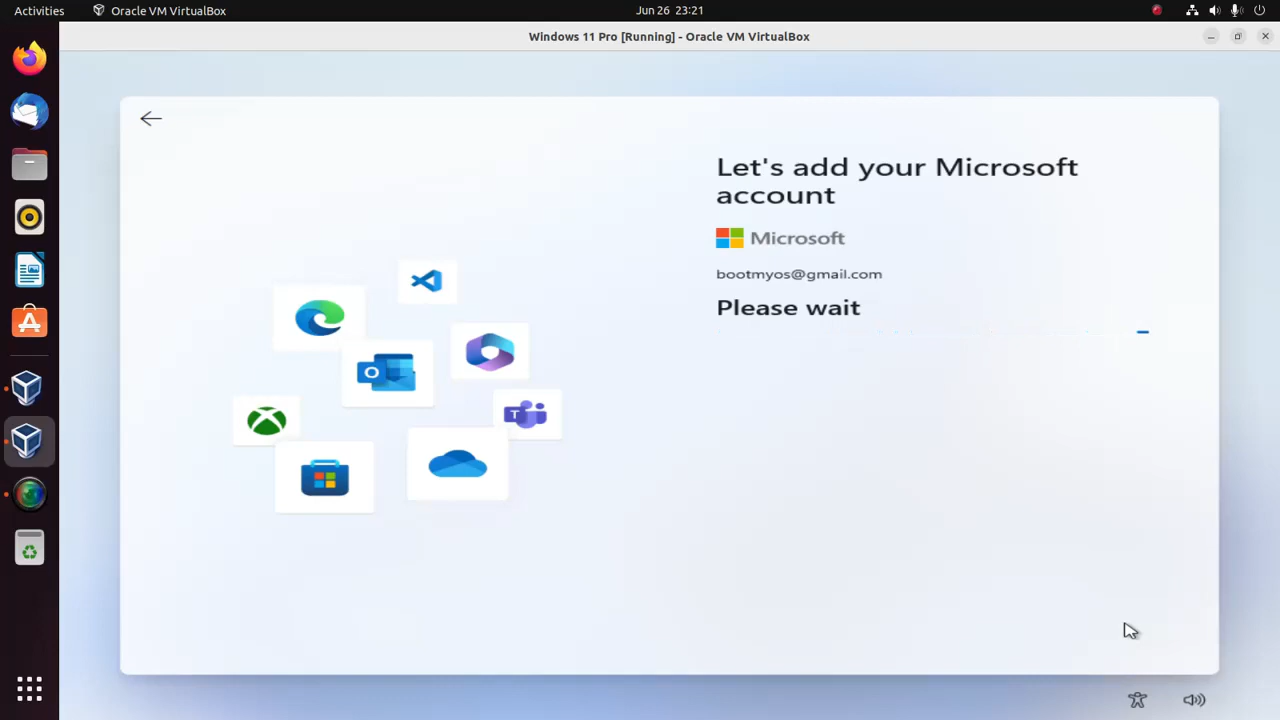 Activities
Oracle VM VirtualBox
Jun 26 23:21
Windows 11 Pro [Running] - Oracle VM VirtualBox
Let's add your Microsoft
account
Microsoft
bootmyos@gmail.com
Please wait